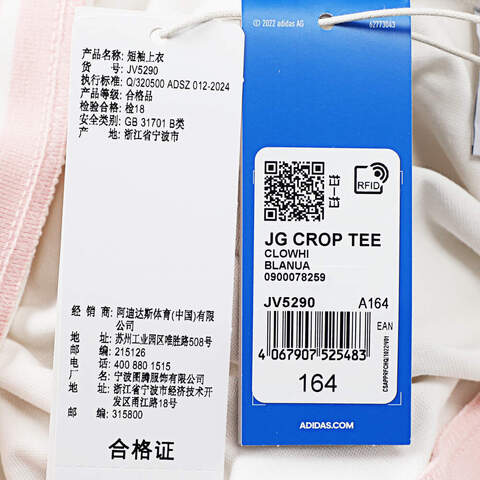 产品名称: 短袖上衣
货 号: JV5290
执行标准: Q/320500 ADSZ 012-2024
产品等级: 合格品
检验合格: 检18
安全类别: GB 31701 B类
产 地: 浙江省宁波市
经 销 商: 阿迪达斯体育(中国)有限
公司
地 址: 苏州工业园区唯胜路508号
邮 编: 215126
电 话: 400 880 1515
工 厂: 宁波图腾服饰有限公司
地 址: 浙江省宁波市经济技术开
发区甬江路18号
邮 编: 315800
合格证
© 2022 adidas AG
62773043
RFID
JG CROP TEE
CLOWHI
BLANUA
0900078259
JV5290 A164
EAN
4 067907 525483
164
ADIDAS.COM